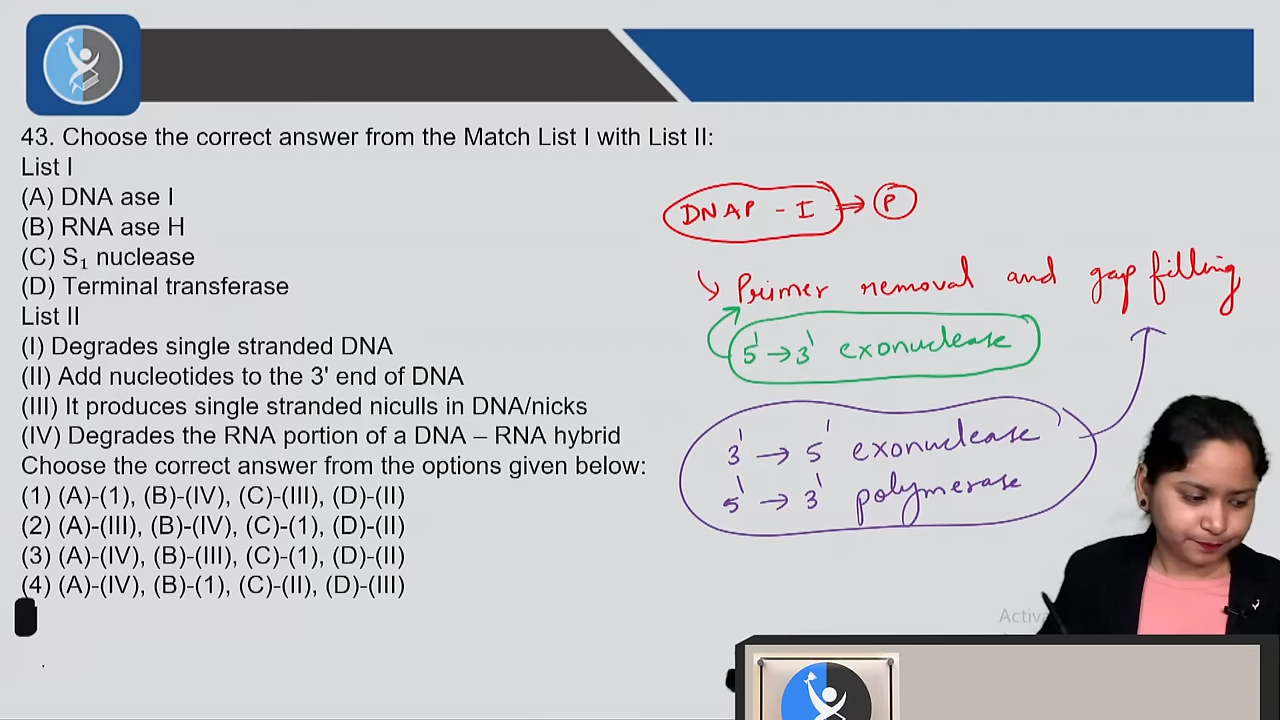 43. Choose the correct answer from the Match List I with List II:
List I
(A) DNA ase I
(B) RNA ase H
(C) S₁ nuclease
(D) Terminal transferase
List II
(I) Degrades single stranded DNA
(II) Add nucleotides to the 3' end of DNA
(III) It produces single stranded niculls in DNA/nicks
(IV) Degrades the RNA portion of a DNA – RNA hybrid
Choose the correct answer from the options given below:
(1) (A)-(1), (B)-(IV), (C)-(III), (D)-(II)
(2) (A)-(III), (B)-(IV), (C)-(1), (D)-(II)
(3) (A)-(IV), (B)-(III), (C)-(1), (D)-(II)
(4) (A)-(IV), (B)-(1), (C)-(II), (D)-(III)
DNAP - I ⇒ P
↳ Primer removal and gap filling
5' → 3' exonuclease
3' → 5' exonuclease
5' → 3' polymerase